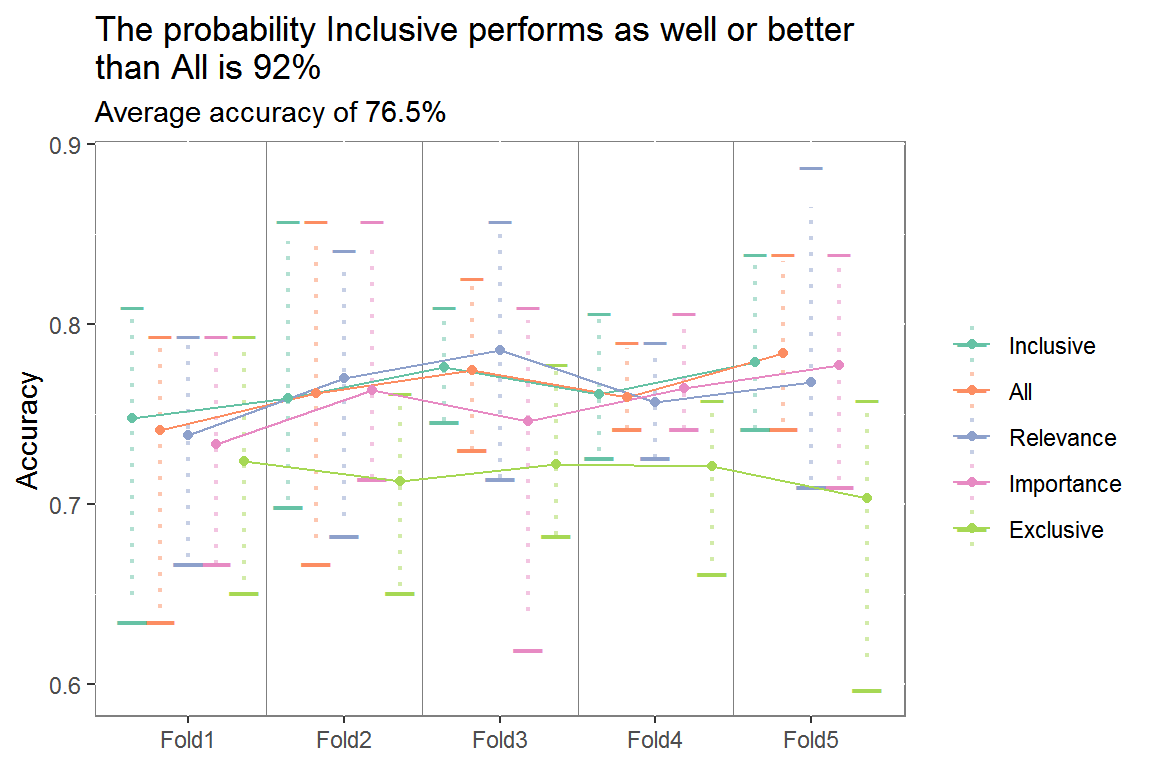 The probability Inclusive performs as well or better
than All is 92%
Average accuracy of 76.5%
0.9
0.8
0.7
0.6
Accuracy
Fold1 Fold2 Fold3 Fold4 Fold5
Inclusive
All
Relevance
Importance
Exclusive